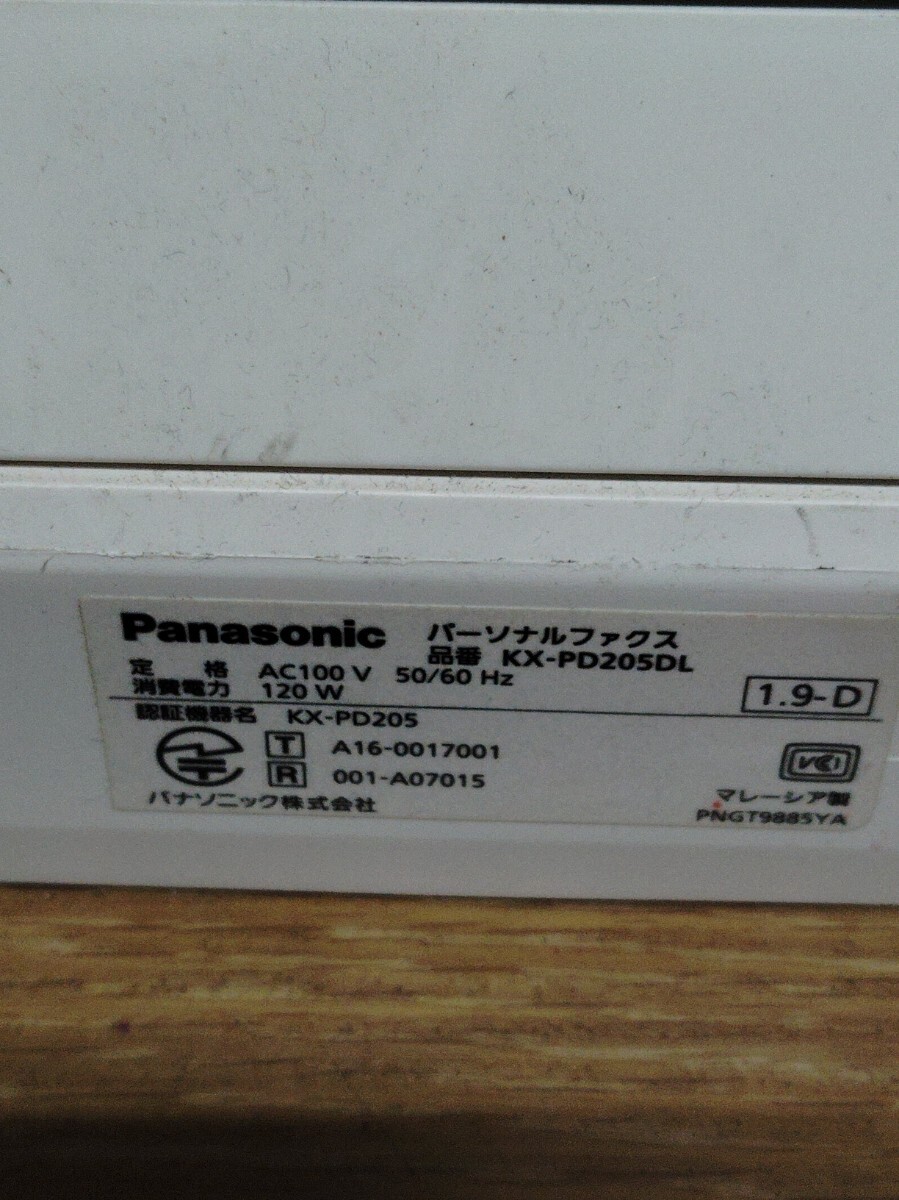 Panasonic パーソナルファクス
品番 KX-PD205DL
定 格 AC100 V 50/60 Hz
消費電力 120 W
1.9-D
認証機器名 KX-PD205
T A16-0017001
R 001-A07015
VCI
パナソニック株式会社
マレーシア製
PNGT9885YA